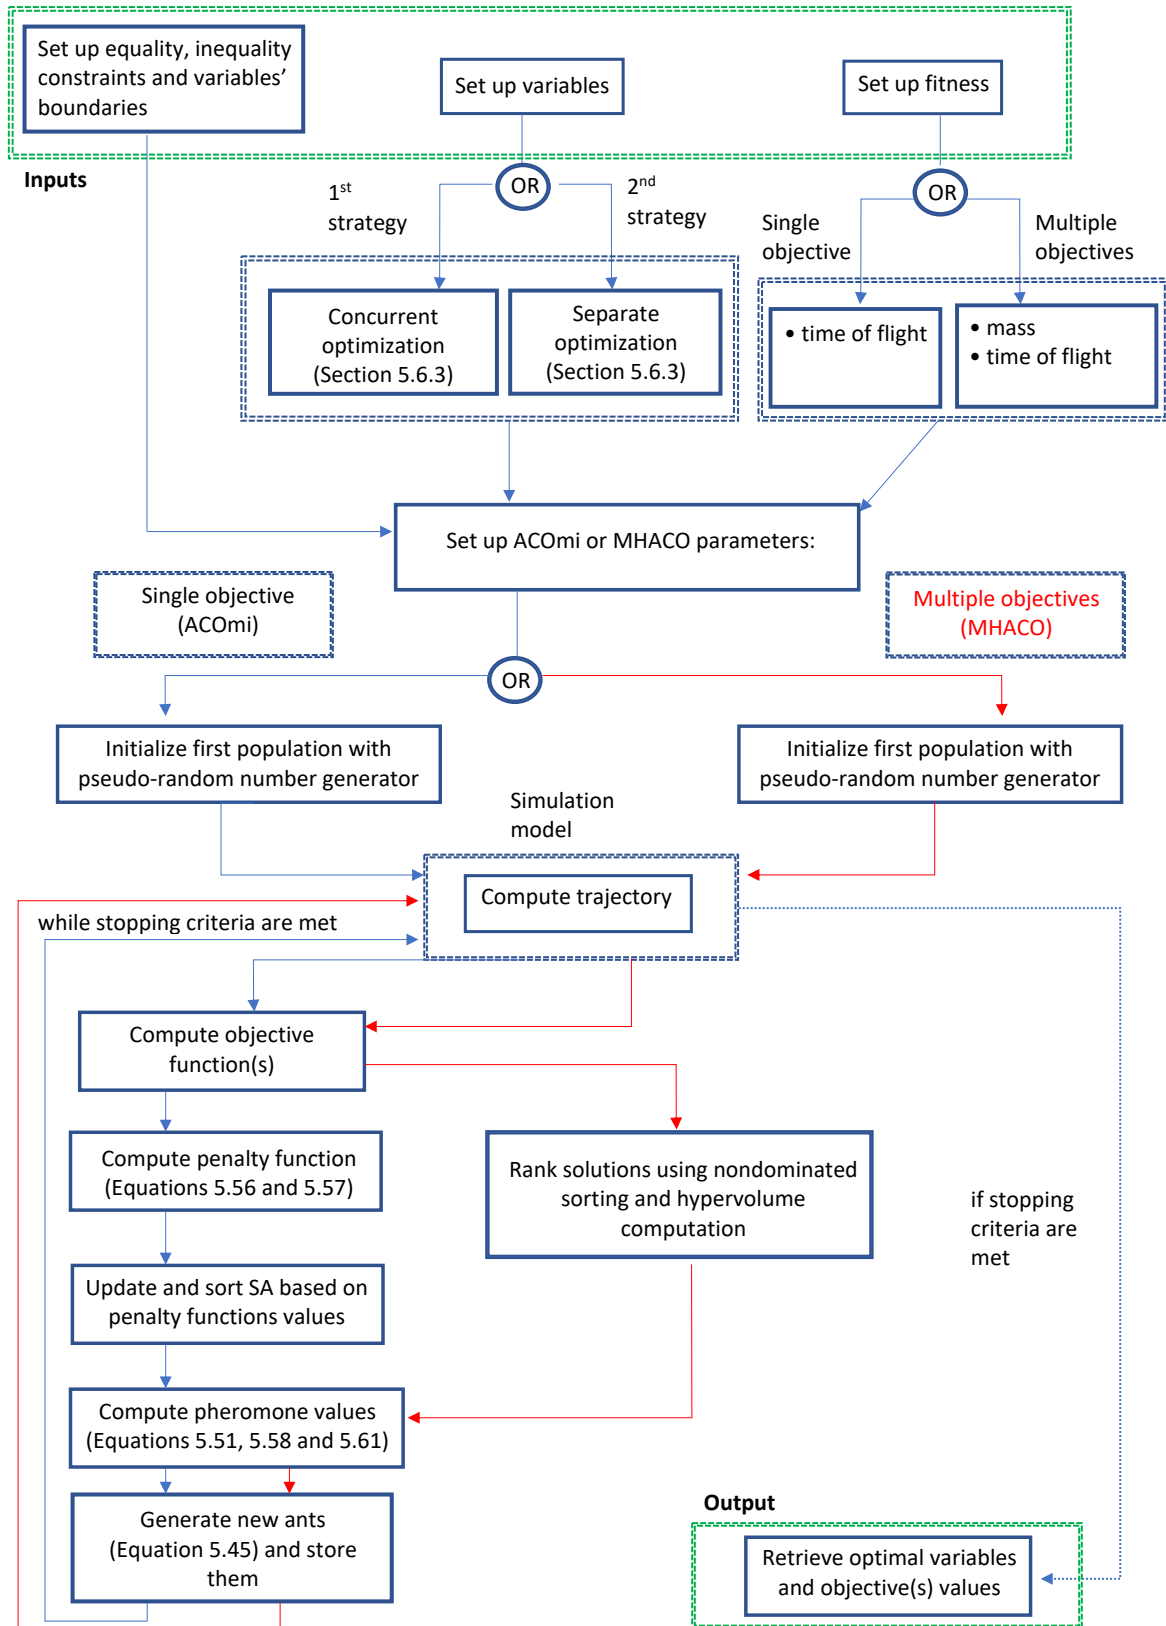 Set up equality, inequality
constraints and variables’
boundaries
Set up variables
Set up fitness
Inputs
OR
OR
1st
strategy
2nd
strategy
Single
objective
Multiple
objectives
Concurrent
optimization
(Section 5.6.3)
Separate
optimization
(Section 5.6.3)
• time of flight
• mass
• time of flight
Set up ACOmi or MHACO parameters:
Single objective
(ACOmi)
Multiple objectives
(MHACO)
OR
Initialize first population with
pseudo-random number generator
Initialize first population with
pseudo-random number generator
Simulation
model
Compute trajectory
while stopping criteria are met
Compute objective
function(s)
Compute penalty function
(Equations 5.56 and 5.57)
Rank solutions using nondominated
sorting and hypervolume
computation
if stopping
criteria are
met
Update and sort SA based on
penalty functions values
Compute pheromone values
(Equations 5.51, 5.58 and 5.61)
Generate new ants
(Equation 5.45) and store
them
Output
Retrieve optimal variables
and objective(s) values